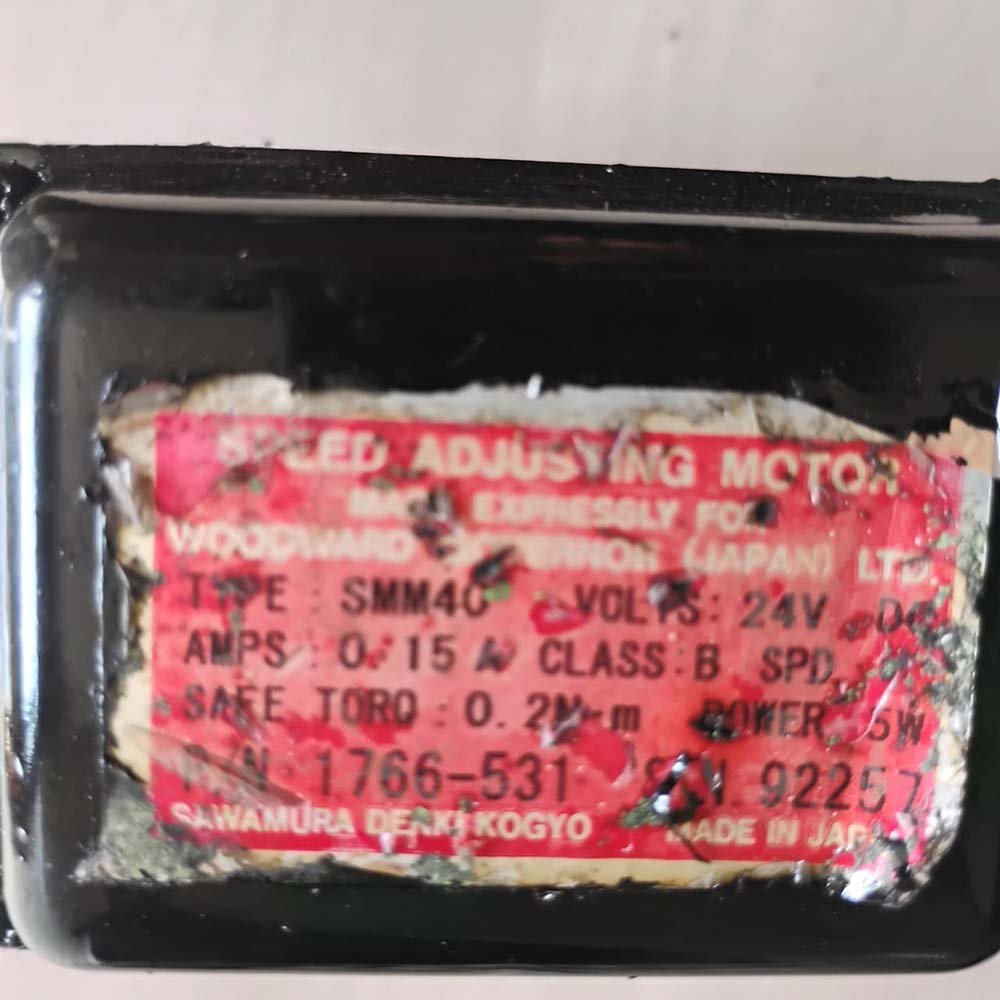 SPEED ADJUSTING MOTOR
MADE EXPRESSLY FOR
WOODWARD GOVERNOR (JAPAN) LTD.
TYPE : SMM40 VOLTS: 24V DC
AMPS : 0.15 A CLASS:B SPD
SAFE TORQ : 0.2N-m POWER 5W
P/N 1766-531 S/N. 92257
SAWAMURA DENKI KOGYO MADE IN JAPAN